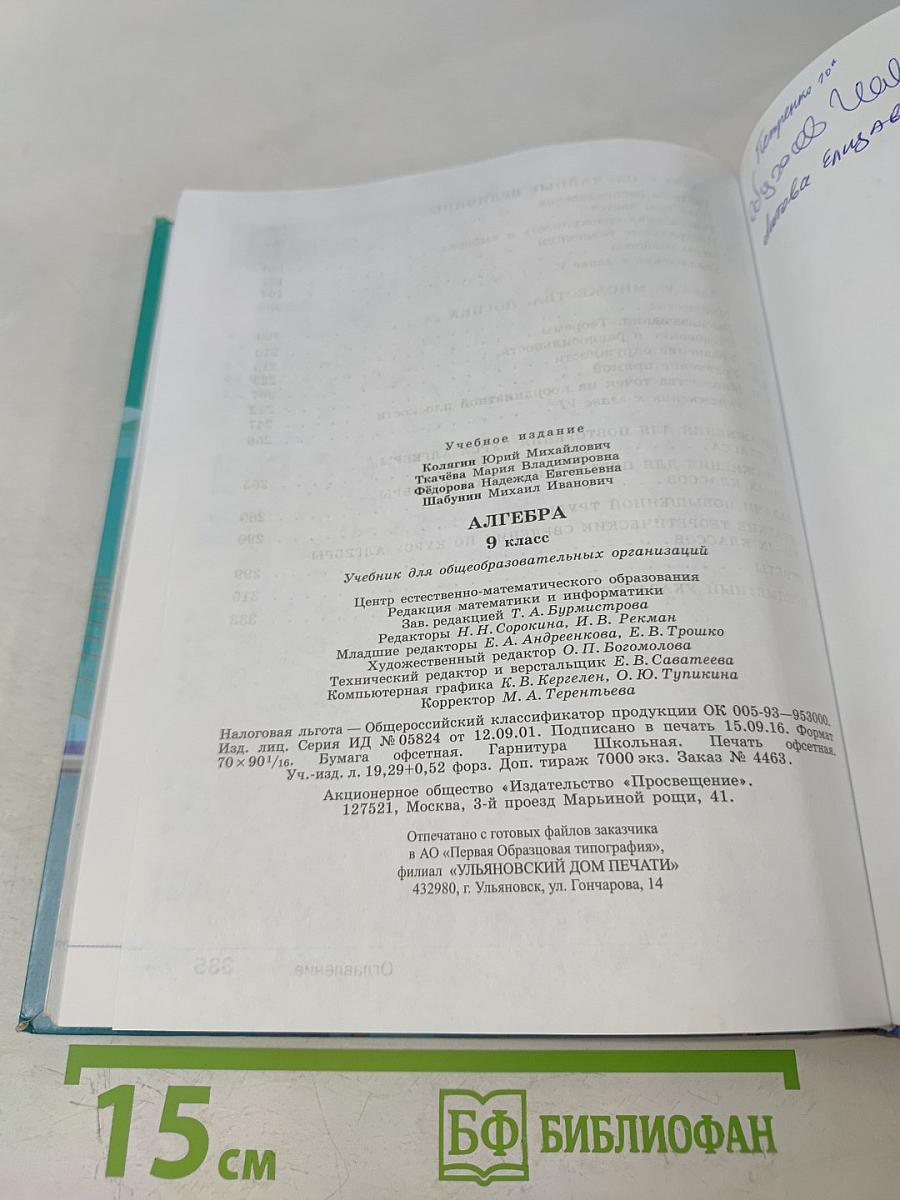 Учебное издание
Колягин Юрий Михайлович
Ткачёва Мария Владимировна
Фёдорова Надежда Евгеньевна
Шабунин Михаил Иванович
АЛГЕБРА
9 класс
Учебник для общеобразовательных организаций
Центр естественно-математического образования
Редакция математики и информатики
Зав. редакцией Т. А. Бурмистрова
Редакторы Н. Н. Сорокина, И. В. Рекман
Младшие редакторы Е. А. Андреенкова, Е. В. Трошко
Художественный редактор О. П. Богомолова
Технический редактор и верстальщик Е. В. Саватеева
Компьютерная графика К. В. Кергелен, О. Ю. Тупикина
Корректор М. А. Терентьева
Налоговая льгота — Общероссийский классификатор продукции ОК 005-93—953000.
Изд. лиц. Серия ИД № 05824 от 12.09.01. Подписано в печать 15.09.16. Формат
70×90 1/16. Бумага офсетная. Гарнитура Школьная. Печать офсетная.
Уч.-изд. л. 19,29+0,52 форз. Доп. тираж 7000 экз. Заказ № 4463.
Акционерное общество «Издательство «Просвещение».
127521, Москва, 3-й проезд Марьиной рощи, 41.
Отпечатано с готовых файлов заказчика
в АО «Первая Образцовая типография»,
филиал «УЛЬЯНОВСКИЙ ДОМ ПЕЧАТИ»
432980, г. Ульяновск, ул. Гончарова, 14
Оглавление 335
Петренко 10а
15 см
БФ БИБЛИОФАН